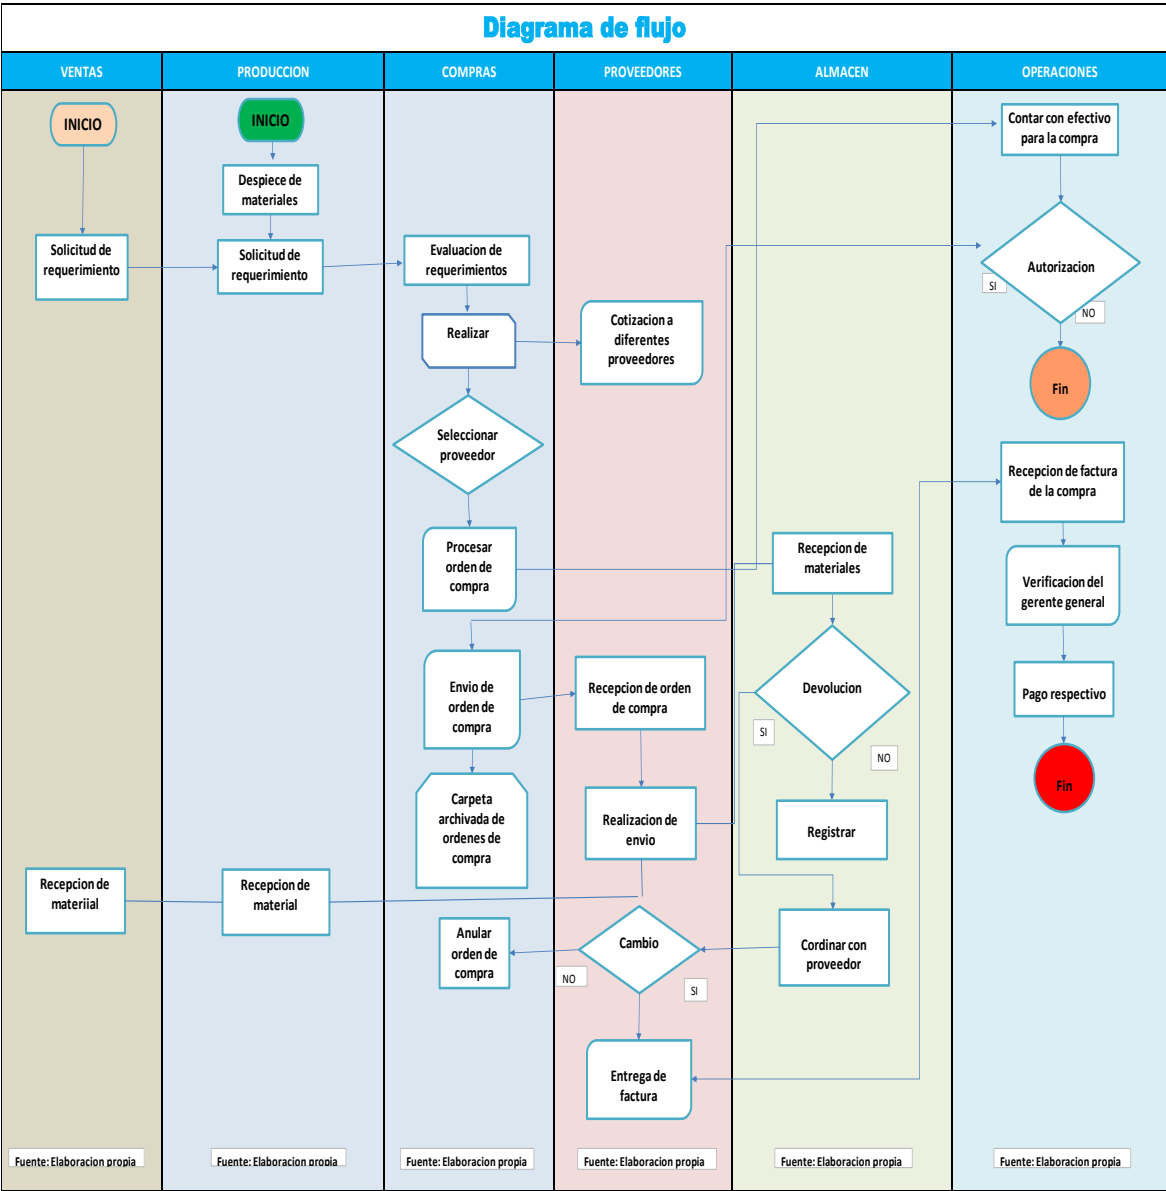 Diagrama de flujo
VENTAS
PRODUCCION
COMPRAS
PROVEEDORES
ALMACEN
OPERACIONES
INICIO
Solicitud de
requerimiento
Recepcion de
materiial
Fuente: Elaboracion propia
INICIO
Despiece de
materiales
Solicitud de
requerimiento
Recepcion de
material
Fuente: Elaboracion propia
Evaluacion de
requerimientos
Realizar
Seleccionar
proveedor
Procesar
orden de
compra
Envio de
orden de
compra
Carpeta
archivada de
ordenes de
compra
Anular
orden de
compra
Fuente: Elaboracion propia
Cotizacion a
diferentes
proveedores
Recepcion de orden
de compra
Realizacion de
envio
Cambio
NO
SI
Entrega de
factura
Fuente: Elaboracion propia
Recepcion de
materiales
Devolucion
SI
NO
Registrar
Cordinar con
proveedor
Fuente: Elaboracion propia
Contar con efectivo
para la compra
Autorizacion
SI
NO
Fin
Recepcion de factura
de la compra
Verificacion del
gerente general
Pago respectivo
Fin
Fuente: Elaboracion propia